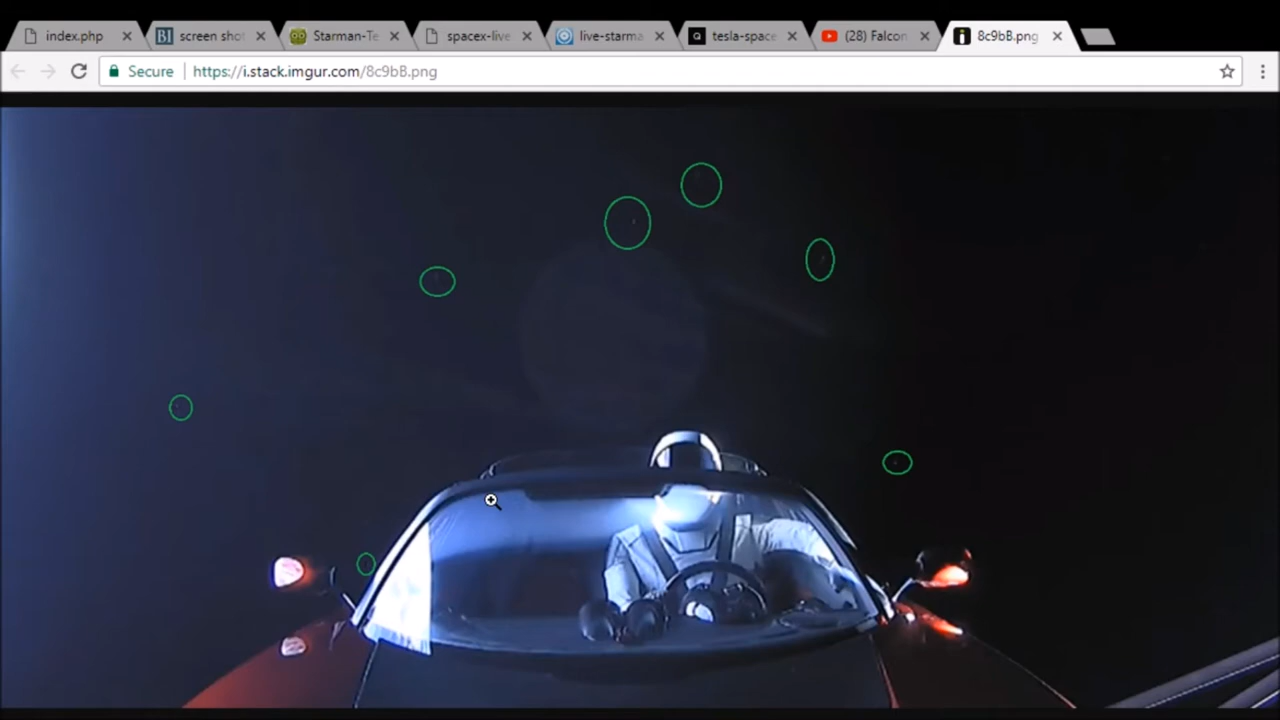 index.php
BI screen shot
Starman-Te
spacex-live
live-starma
tesla-space
(28) Falcon
8c9bB.png
Secure https://i.stack.imgur.com/8c9bB.png